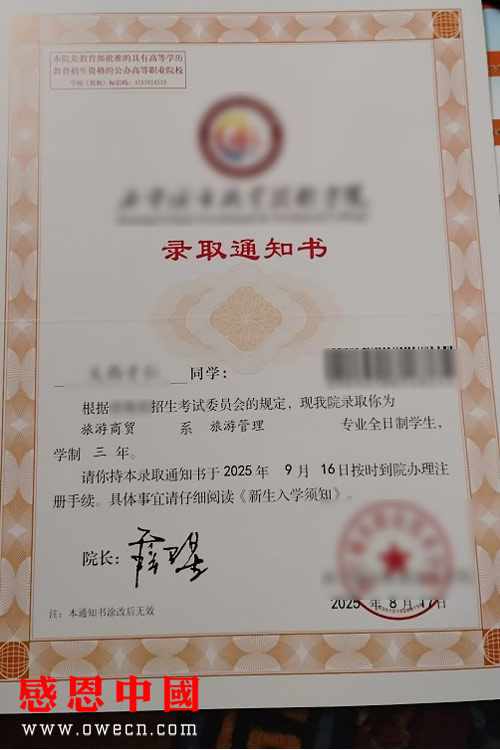 本院是教育部批准的具有高等学历
教育招生资格的公办高等职业院校
录取通知书
同学：
根据 招生考试委员会的规定，现我院录取你为
旅游商贸 系 旅游管理 专业全日制学生，
学制 三 年。
请你持本录取通知书于 2025 年 9 月 16 日按时到院办理注
册手续。具体事宜请仔细阅读《新生入学须知》。
院长：
2025 年 8 月 17日
注：本通知书涂改后无效
感恩中國
www.owecn.com